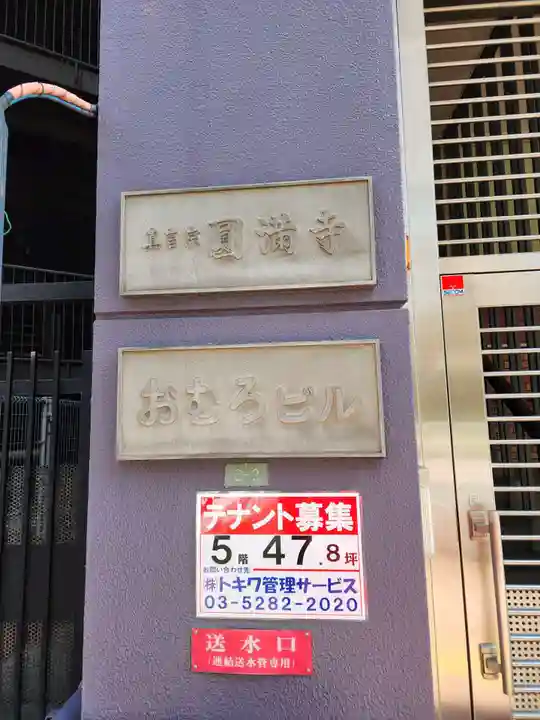 真言宗 圓満寺
おむろビル
テナント募集
5階 47.8坪
お問い合わせ先
㈱トキワ管理サービス
03-5282-2020
送水口
(連結送水管専用)
SECOM